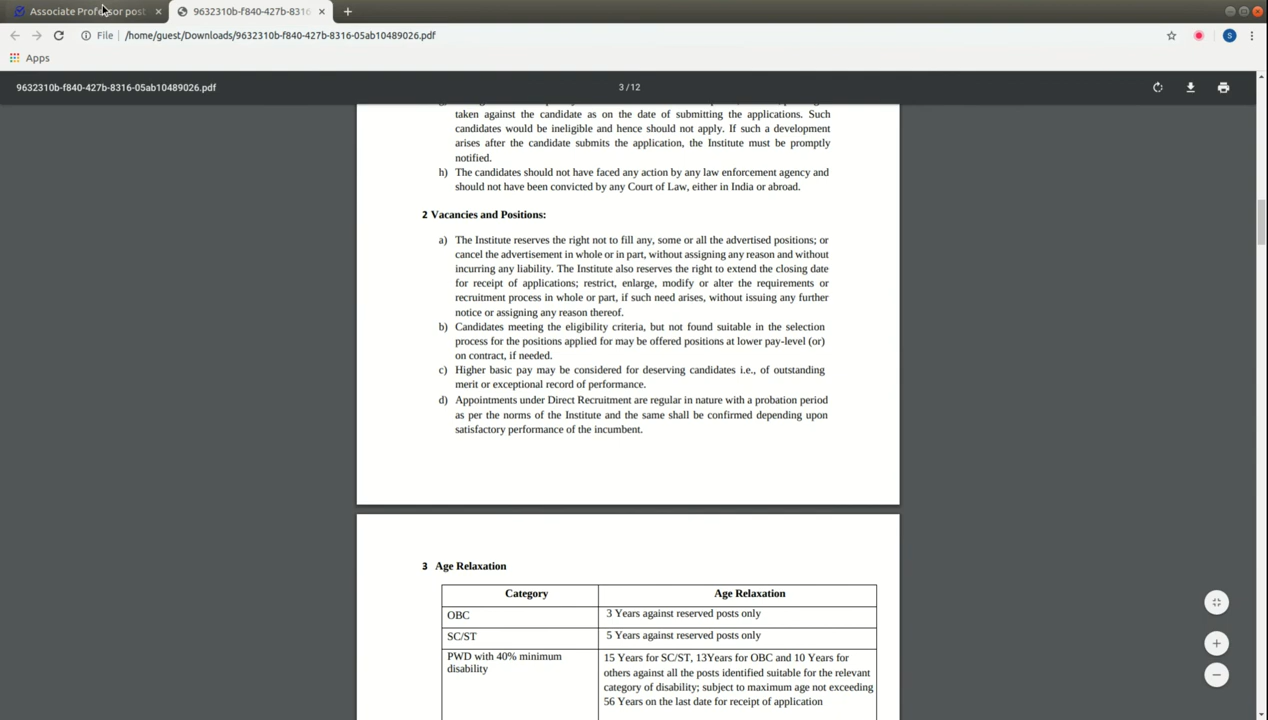 Associate Professor post
9632310b-f840-427b-8316
File
/home/guest/Downloads/9632310b-f840-427b-8316-05ab10489026.pdf
S
Apps
9632310b-f840-427b-8316-05ab10489026.pdf
3 / 12
taken against the candidate as on the date of submitting the applications. Such
candidates would be ineligible and hence should not apply. If such a development
arises after the candidate submits the application, the Institute must be promptly
notified.
h) The candidates should not have faced any action by any law enforcement agency and
should not have been convicted by any Court of Law, either in India or abroad.
2 Vacancies and Positions:
a) The Institute reserves the right not to fill any, some or all the advertised positions; or
cancel the advertisement in whole or in part, without assigning any reason and without
incurring any liability. The Institute also reserves the right to extend the closing date
for receipt of applications; restrict, enlarge, modify or alter the requirements or
recruitment process in whole or part, if such need arises, without issuing any further
notice or assigning any reason thereof.
b) Candidates meeting the eligibility criteria, but not found suitable in the selection
process for the positions applied for may be offered positions at lower pay-level (or)
on contract, if needed.
c) Higher basic pay may be considered for deserving candidates i.e., of outstanding
merit or exceptional record of performance.
d) Appointments under Direct Recruitment are regular in nature with a probation period
as per the norms of the Institute and the same shall be confirmed depending upon
satisfactory performance of the incumbent.
3 Age Relaxation
Category Age Relaxation
OBC 3 Years against reserved posts only
SC/ST 5 Years against reserved posts only
PWD with 40% minimum 15 Years for SC/ST, 13Years for OBC and 10 Years for
disability others against all the posts identified suitable for the relevant
category of disability; subject to maximum age not exceeding
56 Years on the last date for receipt of application